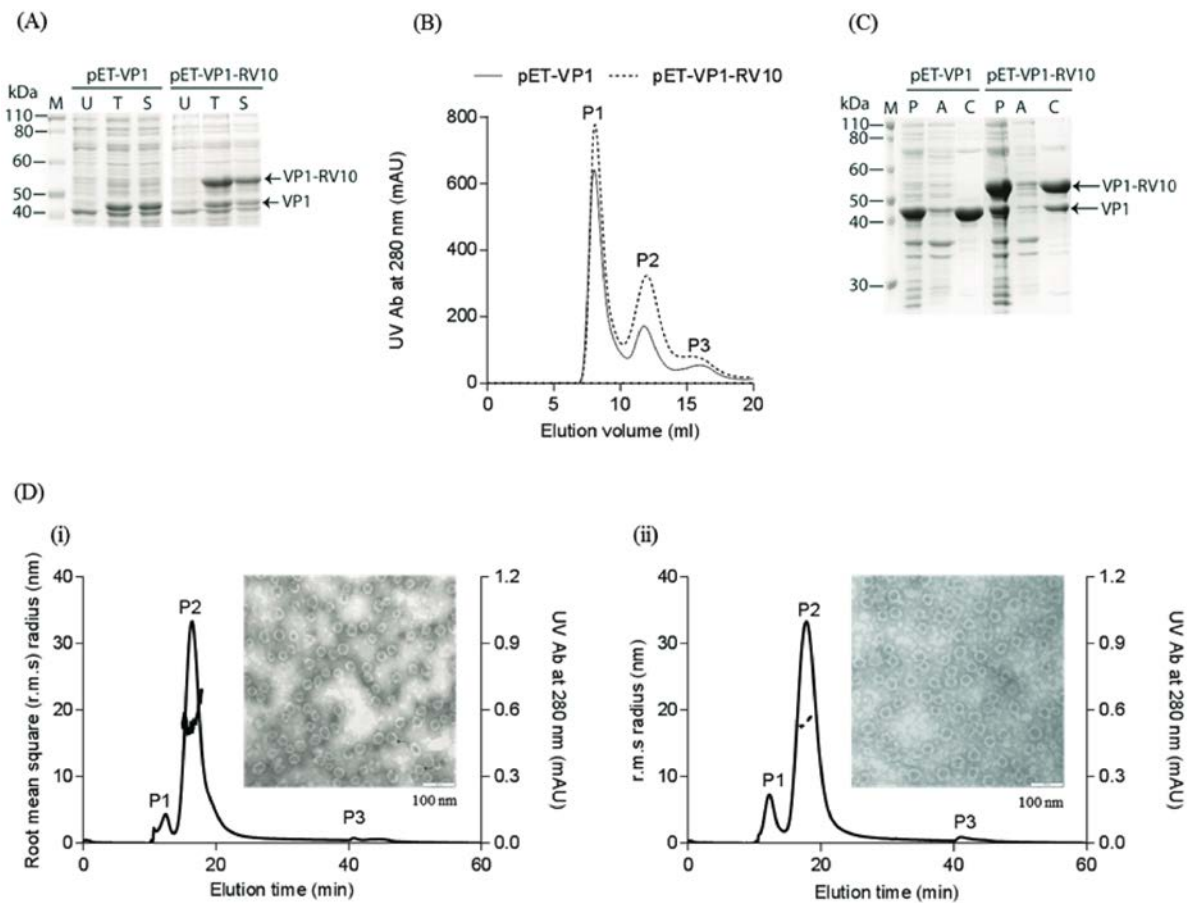 (A)
pET-VP1 pET-VP1-RV10
kDa M U T S U T S
110
80
60
50
40
VP1-RV10
VP1
(B)
pET-VP1 pET-VP1-RV10
UV Ab at 280 nm (mAU)
800
600
400
200
0
P1
P2
P3
0 5 10 15 20
Elution volume (ml)
(C)
pET-VP1 pET-VP1-RV10
kDa M P A C P A C
110
80
60
50
40
30
VP1-RV10
VP1
(D)
(i)
Root mean square (r.m.s) radius (nm)
40
30
20
10
0
P1
P2
P3
100 nm
1.2
0.9
0.6
0.3
0.0
UV Ab at 280 nm (mAU)
0 20 40 60
Elution time (min)
(ii)
r.m.s radius (nm)
40
30
20
10
0
P1
P2
P3
100 nm
1.2
0.9
0.6
0.3
0.0
UV Ab at 280 nm (mAU)
0 20 40 60
Elution time (min)